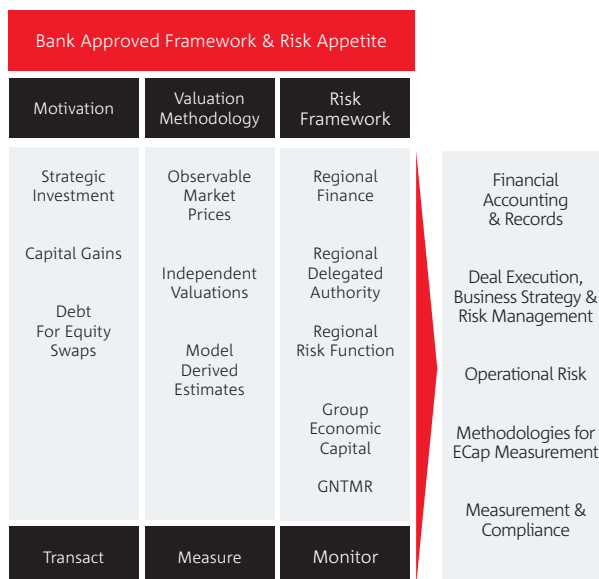 Bank Approved Framework & Risk Appetite
Motivation
Valuation
Methodology
Risk
Framework
Strategic
Investment
Capital Gains
Debt
For Equity
Swaps
Observable
Market
Prices
Independent
Valuations
Model
Derived
Estimates
Regional
Finance
Regional
Delegated
Authority
Regional
Risk Function
Group
Economic
Capital
GNTMR
Financial
Accounting
& Records
Deal Execution,
Business Strategy &
Risk Management
Operational Risk
Methodologies for
ECap Measurement
Measurement &
Compliance
Transact
Measure
Monitor